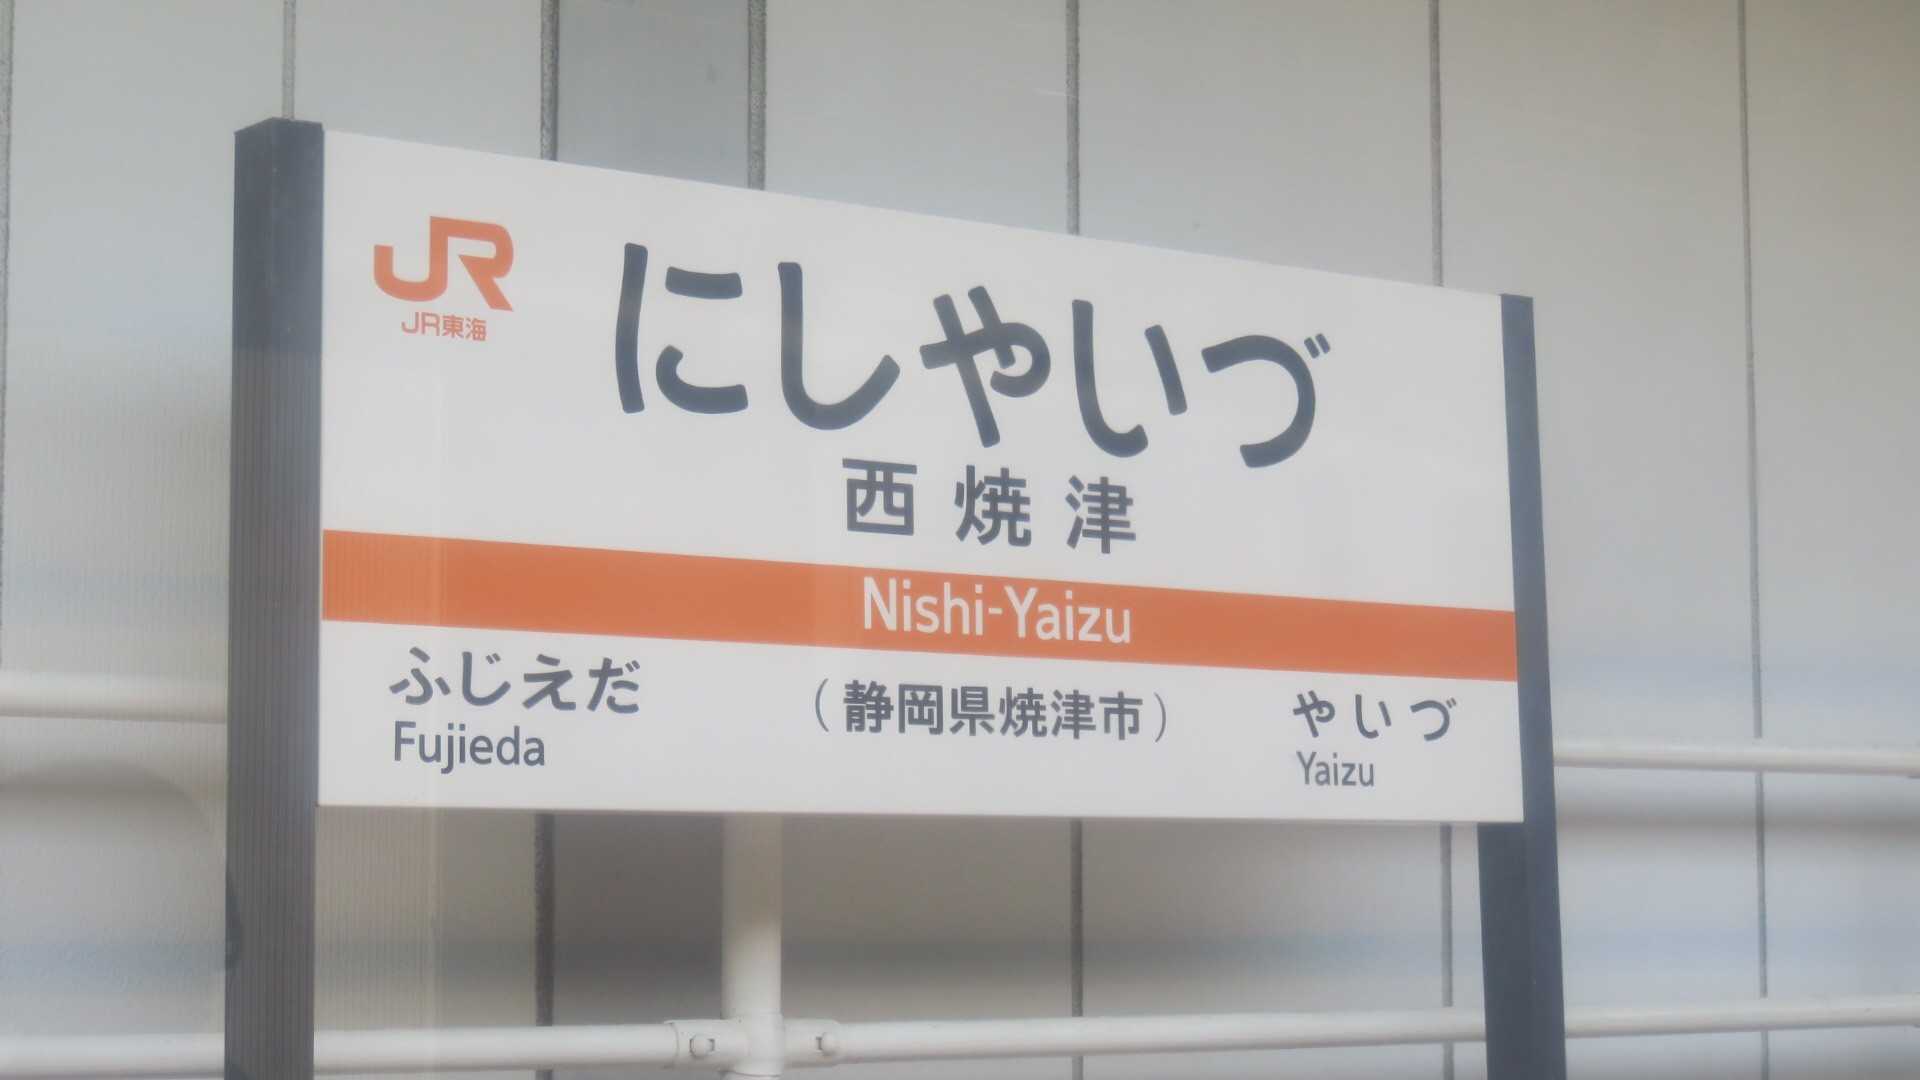 JR
JR東海
にしやいづ
西焼津
Nishi-Yaizu
ふじえだ
Fujieda
(静岡県焼津市)
やいづ
Yaizu